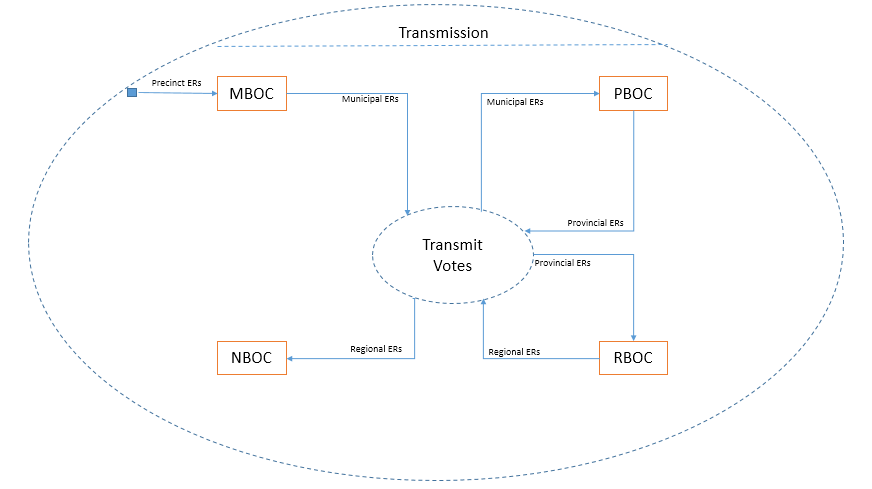 Transmission
Precinct ERs
MBOC
Municipal ERs
Municipal ERs
PBOC
Provincial ERs
Transmit
Votes
Provincial ERs
NBOC
Regional ERs
Regional ERs
RBOC